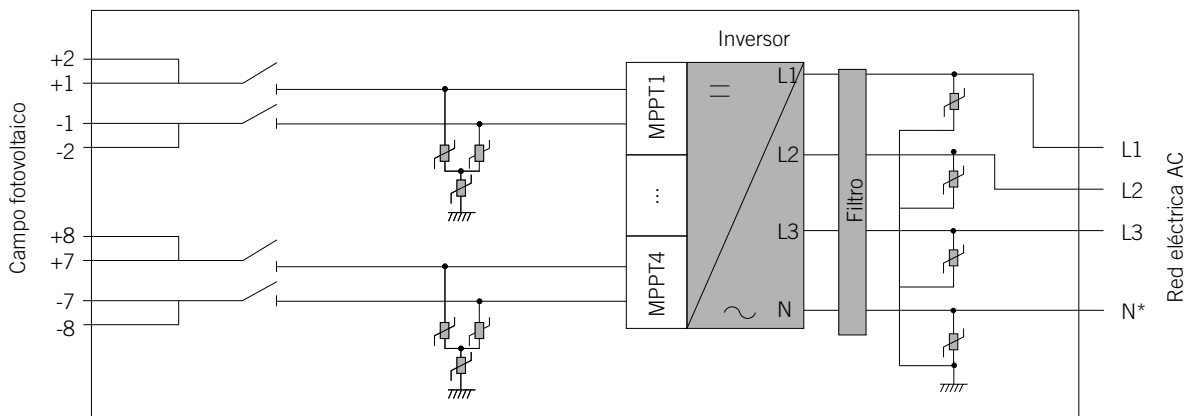 Campo fotovoltaico
+2
+1
-1
-2
+8
+7
-7
-8
Inversor
MPPT1
...
MPPT4
L1
L2
L3
N
Filtro
L1
L2
L3
N*
Red eléctrica AC